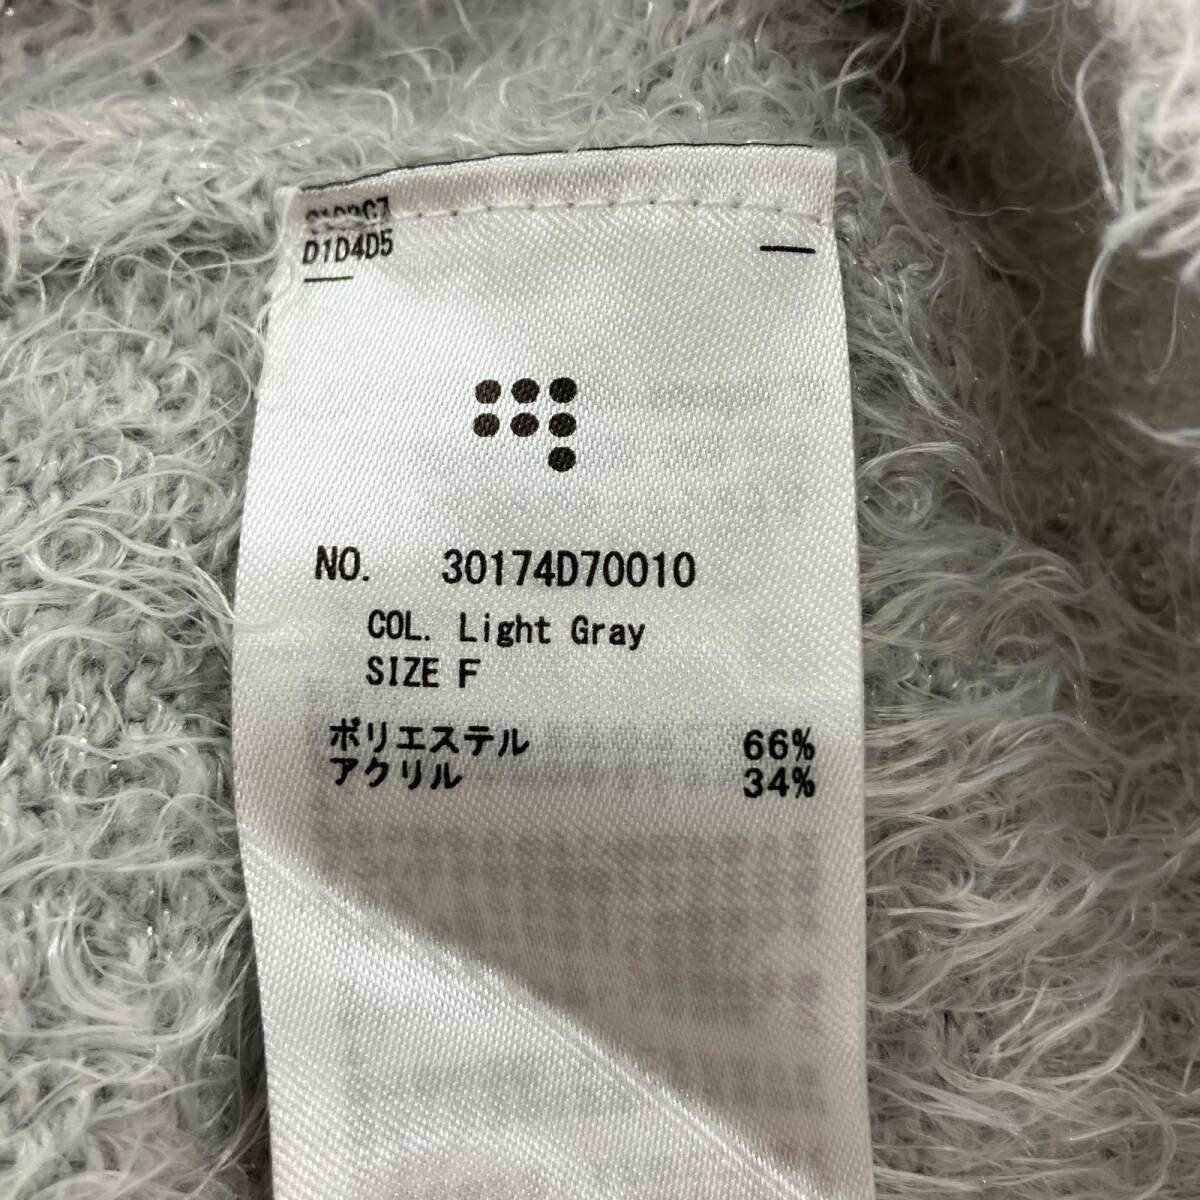 D1D4D5
NO. 30174D70010
COL. Light Gray
SIZE F
ポリエステル 66%
アクリル 34%